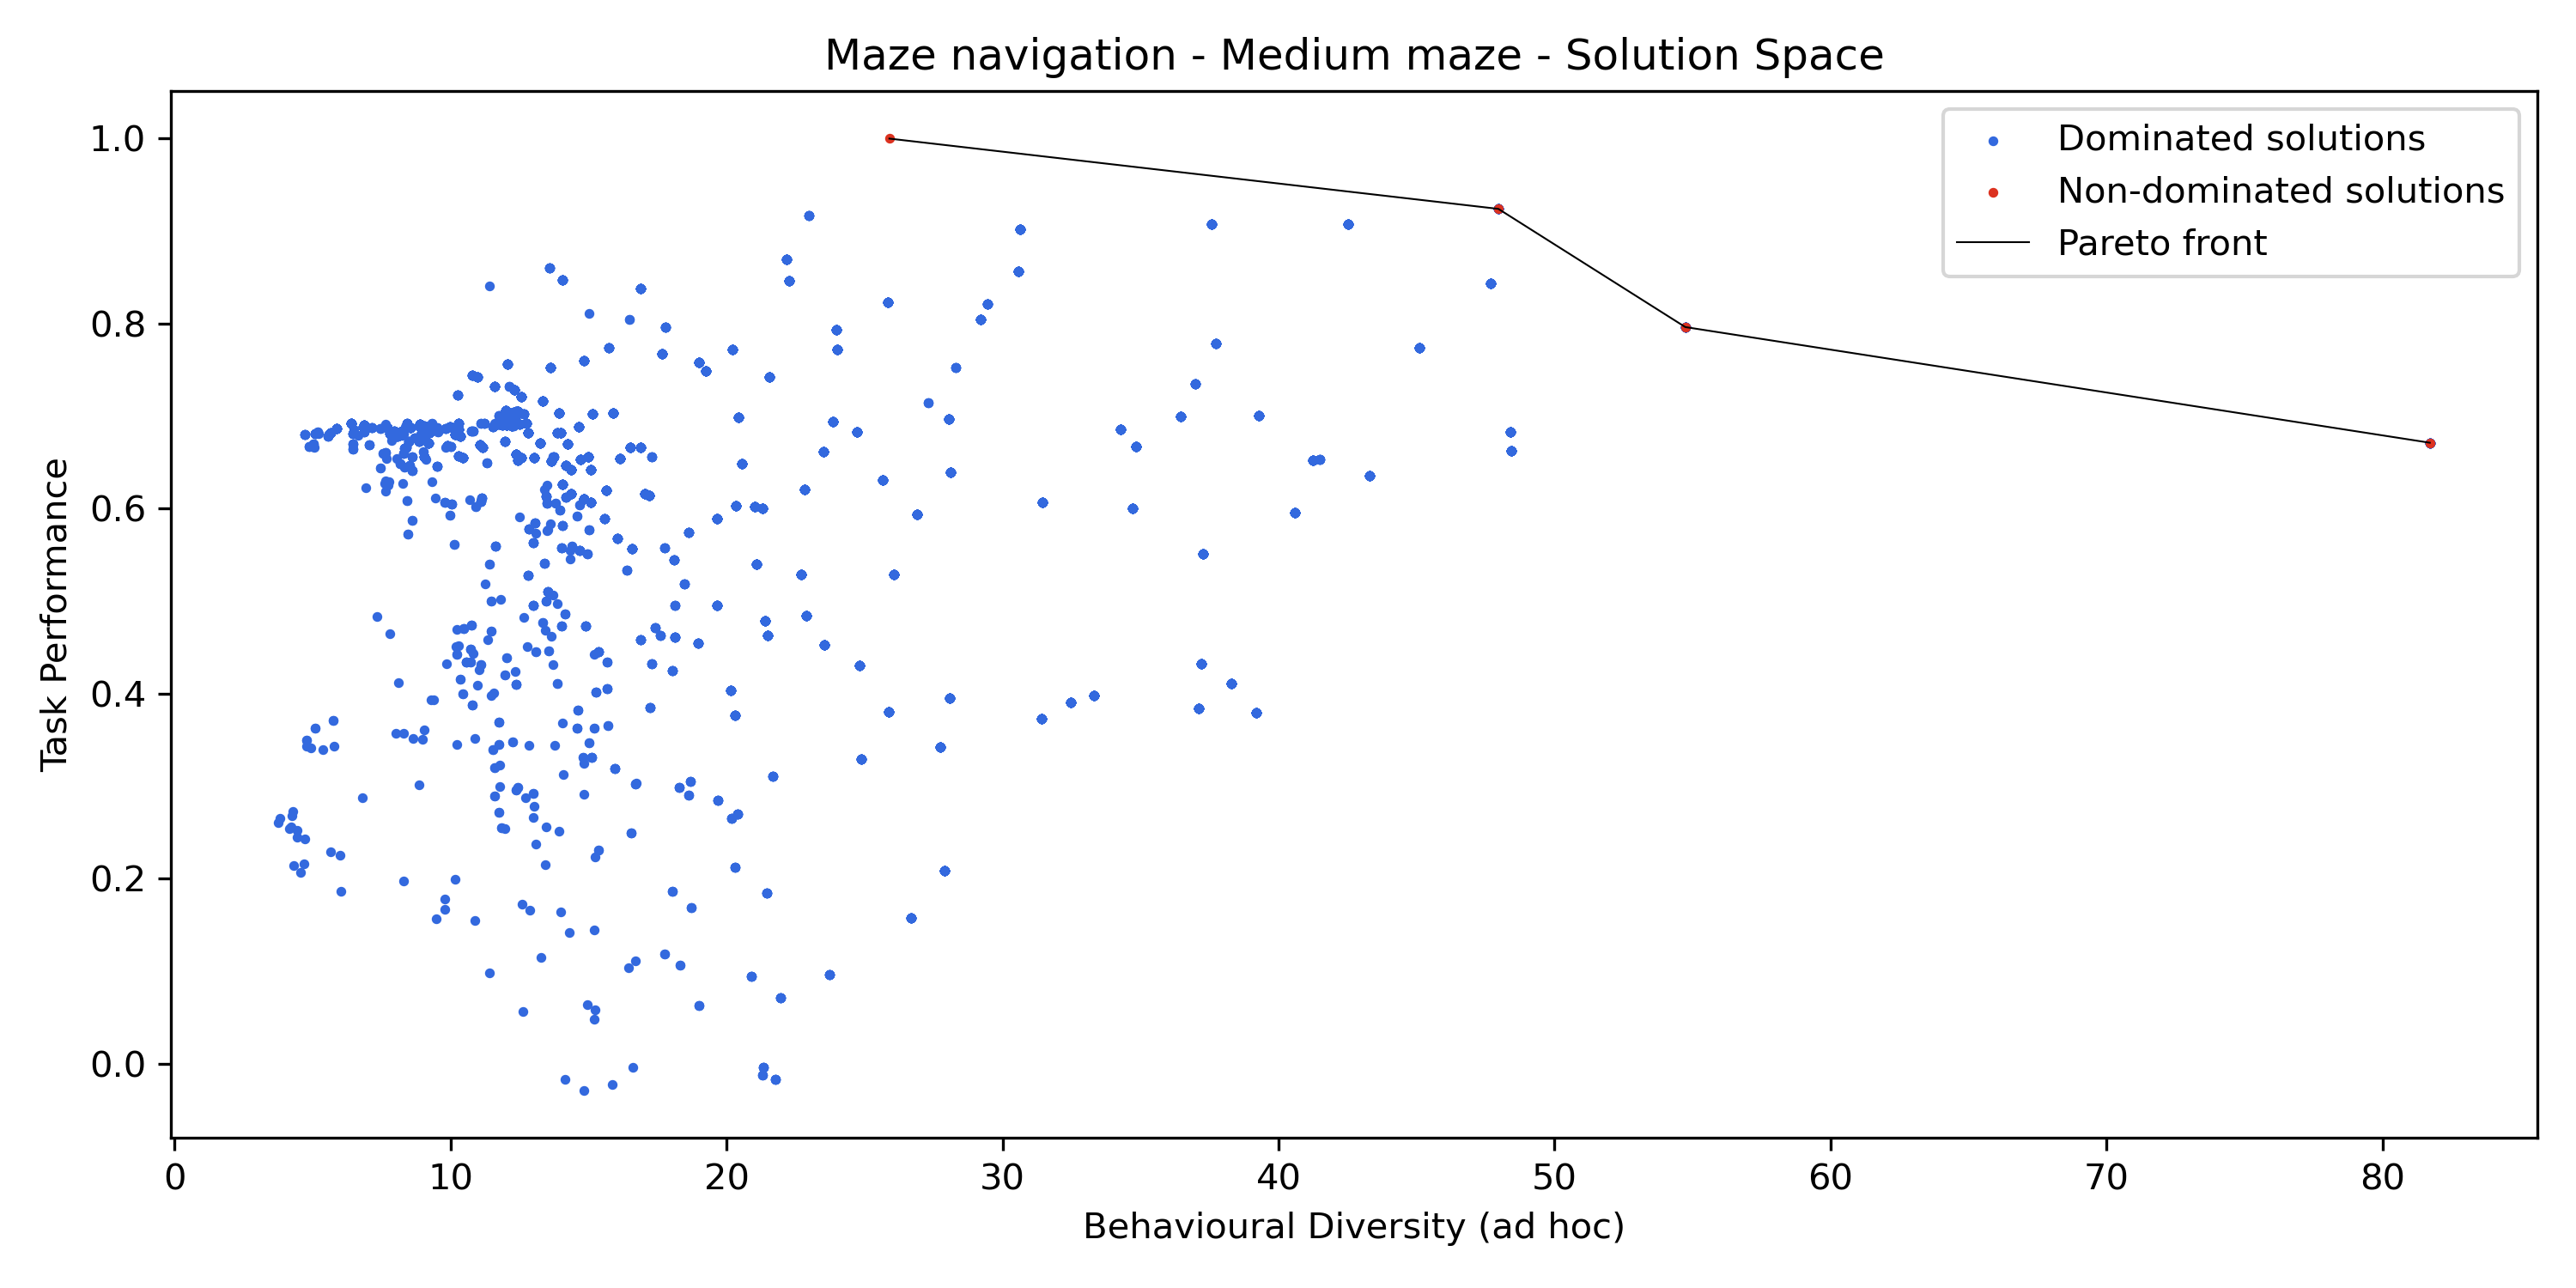 Maze navigation - Medium maze - Solution Space
Dominated solutions
Non-dominated solutions
Pareto front
Task Performance
1.0
0.8
0.6
0.4
0.2
0.0
0 10 20 30 40 50 60 70 80
Behavioural Diversity (ad hoc)